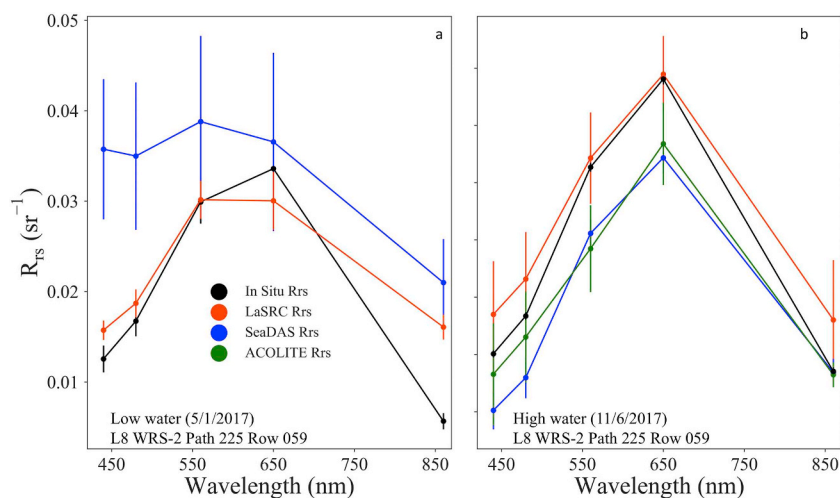 0.05
0.04
0.03
0.02
0.01
R_rs (sr^−1)
a
In Situ Rrs
LaSRC Rrs
SeaDAS Rrs
ACOLITE Rrs
Low water (5/1/2017)
L8 WRS-2 Path 225 Row 059
450 550 650 750 850
Wavelength (nm)
b
High water (11/6/2017)
L8 WRS-2 Path 225 Row 059
450 550 650 750 850
Wavelength (nm)